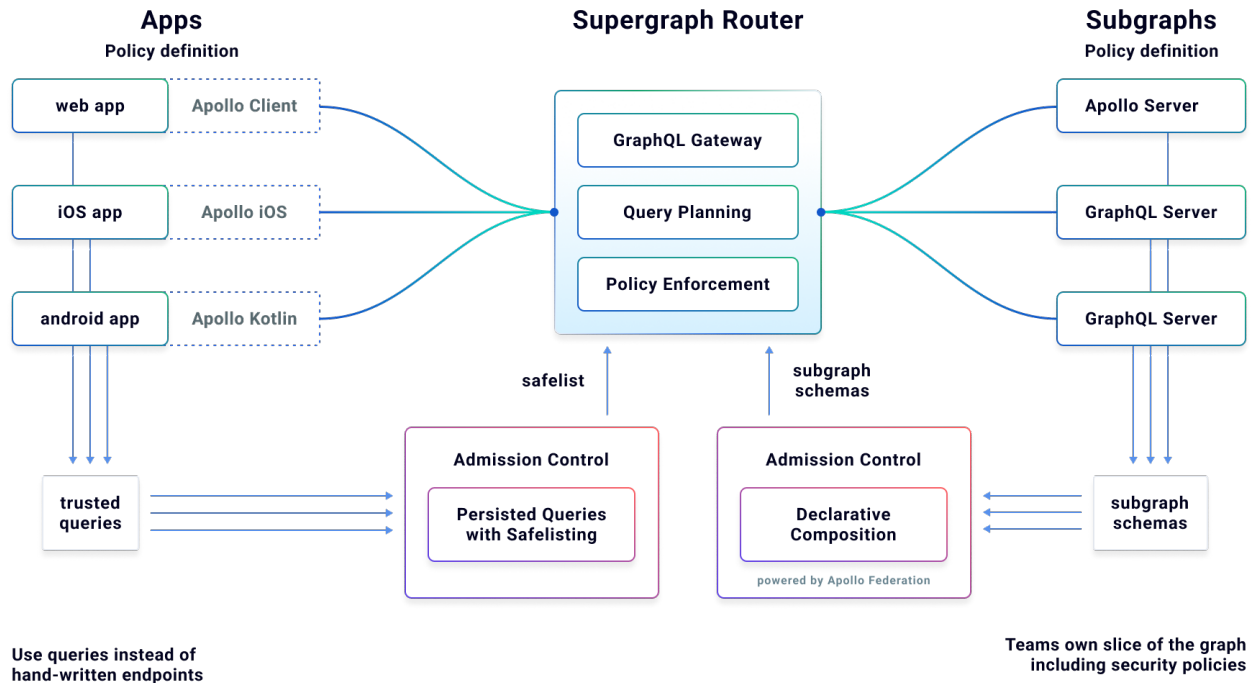 Apps
Policy definition
web app
Apollo Client
iOS app
Apollo iOS
android app
Apollo Kotlin
trusted
queries
Use queries instead of
hand-written endpoints
Supergraph Router
GraphQL Gateway
Query Planning
Policy Enforcement
safelist
subgraph
schemas
Admission Control
Persisted Queries
with Safelisting
Admission Control
Declarative
Composition
powered by Apollo Federation
Subgraphs
Policy definition
Apollo Server
GraphQL Server
GraphQL Server
subgraph
schemas
Teams own slice of the graph
including security policies